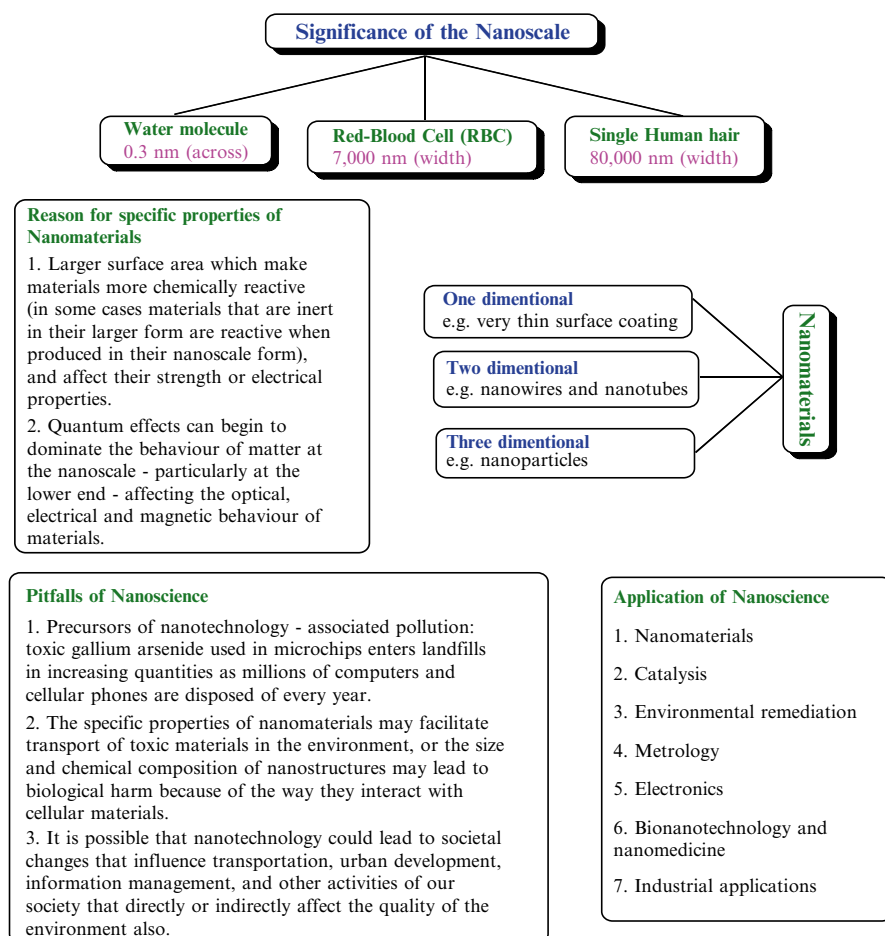 Significance of the Nanoscale
Water molecule
0.3 nm (across)
Red-Blood Cell (RBC)
7,000 nm (width)
Single Human hair
80,000 nm (width)
Reason for specific properties of
Nanomaterials
1. Larger surface area which make
materials more chemically reactive
(in some cases materials that are inert
in their larger form are reactive when
produced in their nanoscale form),
and affect their strength or electrical
properties.
2. Quantum effects can begin to
dominate the behaviour of matter at
the nanoscale - particularly at the
lower end - affecting the optical,
electrical and magnetic behaviour of
materials.
One dimentional
e.g. very thin surface coating
Two dimentional
e.g. nanowires and nanotubes
Three dimentional
e.g. nanoparticles
Nanomaterials
Pitfalls of Nanoscience
1. Precursors of nanotechnology - associated pollution:
toxic gallium arsenide used in microchips enters landfills
in increasing quantities as millions of computers and
cellular phones are disposed of every year.
2. The specific properties of nanomaterials may facilitate
transport of toxic materials in the environment, or the size
and chemical composition of nanostructures may lead to
biological harm because of the way they interact with
cellular materials.
3. It is possible that nanotechnology could lead to societal
changes that influence transportation, urban development,
information management, and other activities of our
society that directly or indirectly affect the quality of the
environment also.
Application of Nanoscience
1. Nanomaterials
2. Catalysis
3. Environmental remediation
4. Metrology
5. Electronics
6. Bionanotechnology and
nanomedicine
7. Industrial applications